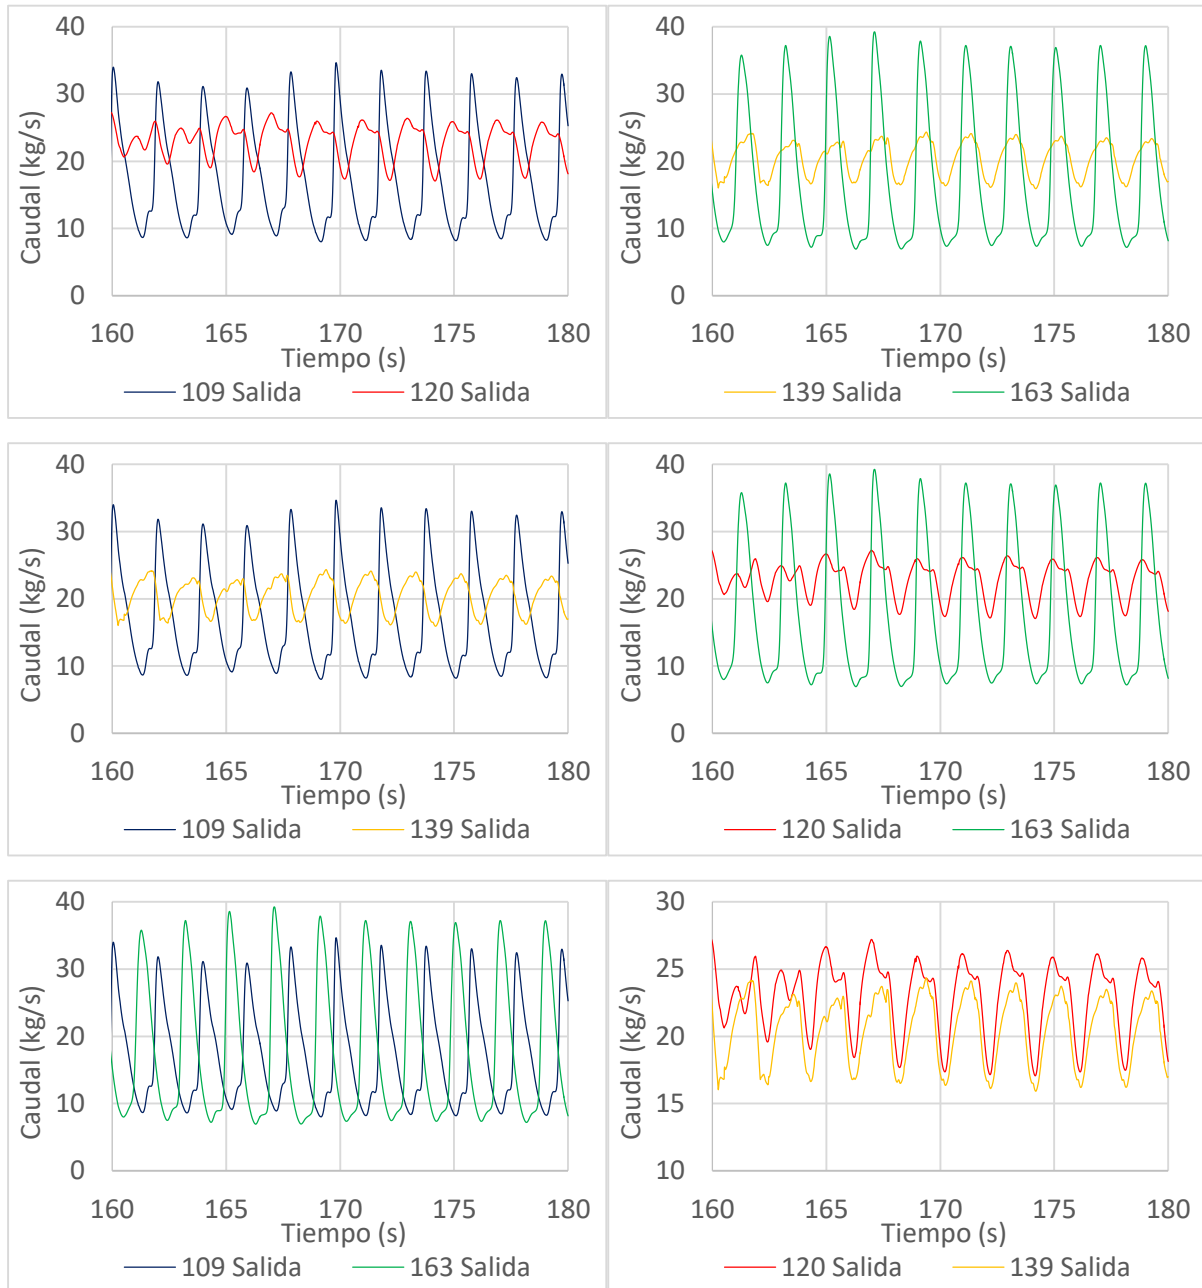 40
30
20
10
0
Caudal (kg/s)
160 165 170 175 180
Tiempo (s)
109 Salida 120 Salida
40
30
20
10
0
Caudal (kg/s)
160 165 170 175 180
Tiempo (s)
139 Salida 163 Salida
40
30
20
10
0
Caudal (kg/s)
160 165 170 175 180
Tiempo (s)
109 Salida 139 Salida
40
30
20
10
0
Caudal (kg/s)
160 165 170 175 180
Tiempo (s)
120 Salida 163 Salida
40
30
20
10
0
Caudal (kg/s)
160 165 170 175 180
Tiempo (s)
109 Salida 163 Salida
30
25
20
15
10
Caudal (kg/s)
160 165 170 175 180
Tiempo (s)
120 Salida 139 Salida